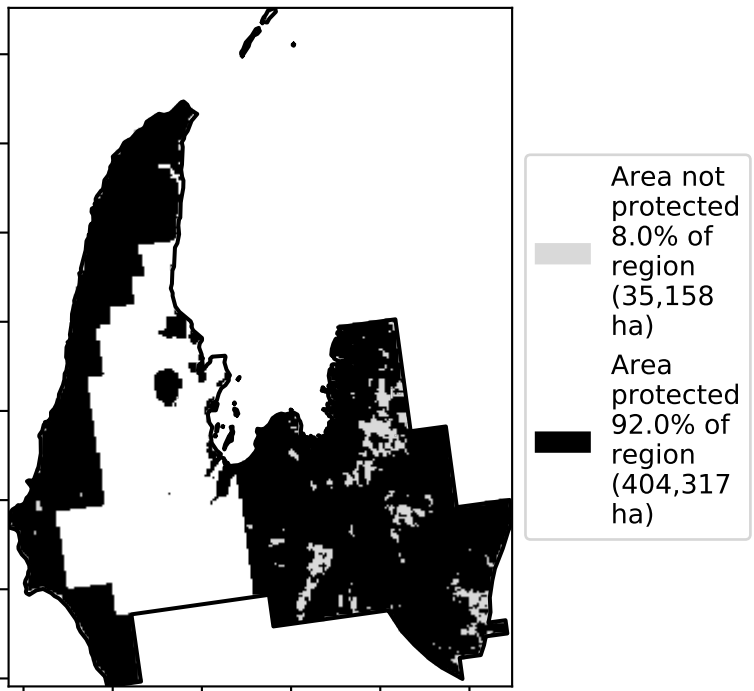 Area not
protected
8.0% of
region
(35,158
ha)
Area
protected
92.0% of
region
(404,317
ha)